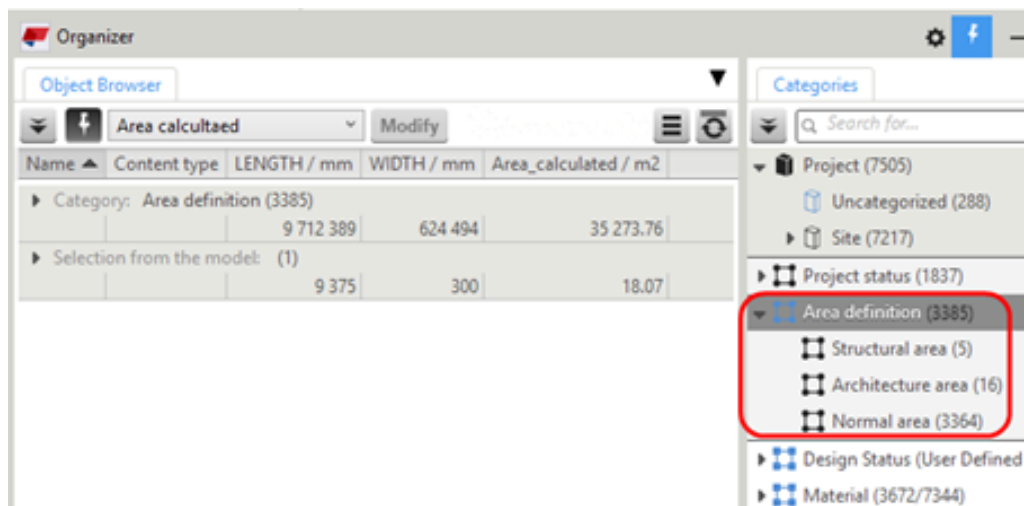 Organizer
Object Browser
Area calcultaed
Modify
Name Content type LENGTH / mm WIDTH / mm Area_calculated / m2
Category: Area definition (3385)
9 712 389 624 494 35 273.76
Selection from the model: (1)
9 375 300 18.07
Categories
Search for...
Project (7505)
Uncategorized (288)
Site (7217)
Project status (1837)
Area definition (3385)
Structural area (5)
Architecture area (16)
Normal area (3364)
Design Status (User Defined
Material (3672/7344)